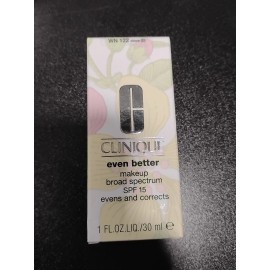 CLINIQUE
even better
makeup
broad spectrum
SPF 15
evens and corrects
1 FL.OZ.LIQ./30 ml e